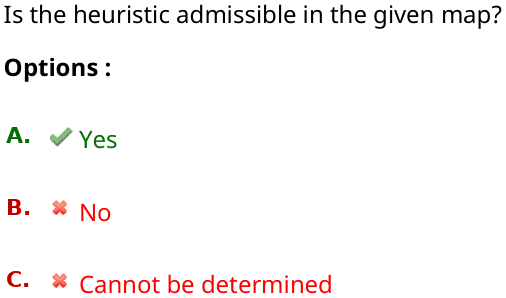 Is the heuristic admissible in the given map?
Options :
A. Yes
B. No
C. Cannot be determined